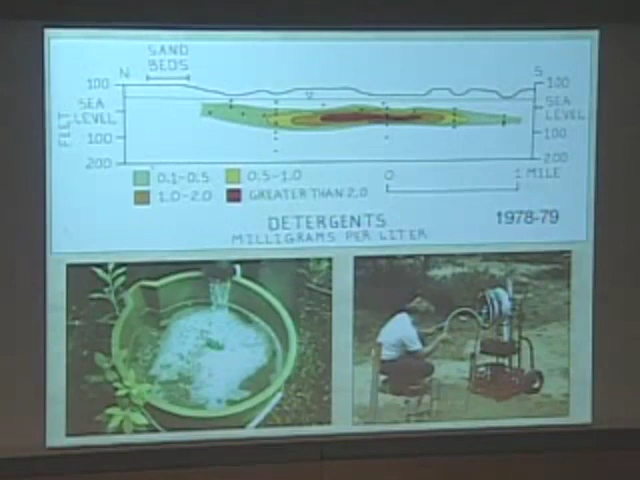 SAND
BEDS
N
S
100
100
SEA
LEVEL
SEA
LEVEL
FEET
100
100
200
200
0.1-0.5
0.5-1.0
1.0-2.0
GREATER THAN 2.0
0
1 MILE
DETERGENTS
MILLIGRAMS PER LITER
1978-79